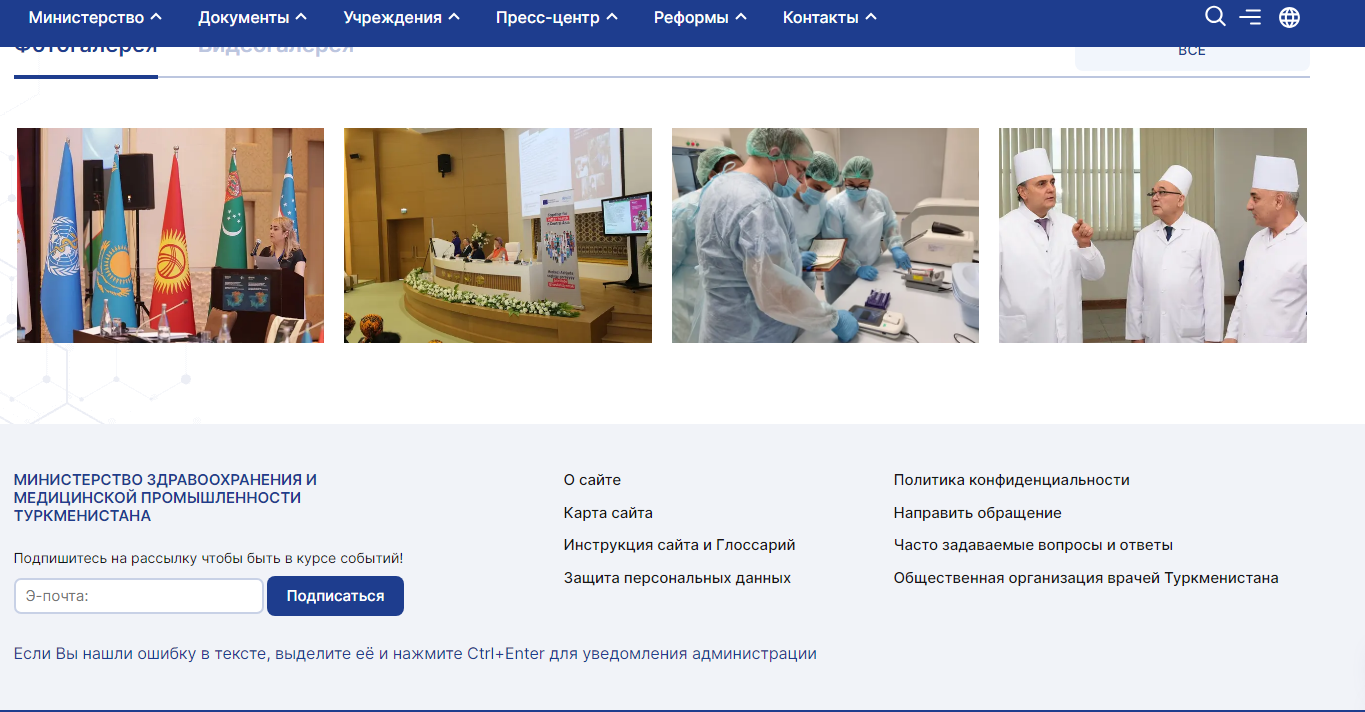 Министерство Документы Учреждения Пресс-центр Реформы Контакты
Фотогалерея Видеогалерея ВСЕ
МИНИСТЕРСТВО ЗДРАВООХРАНЕНИЯ И
МЕДИЦИНСКОЙ ПРОМЫШЛЕННОСТИ
ТУРКМЕНИСТАНА
Подпишитесь на рассылку чтобы быть в курсе событий!
Э-почта: Подписаться
О сайте
Карта сайта
Инструкция сайта и Глоссарий
Защита персональных данных
Политика конфиденциальности
Направить обращение
Часто задаваемые вопросы и ответы
Общественная организация врачей Туркменистана
Если Вы нашли ошибку в тексте, выделите её и нажмите Ctrl+Enter для уведомления администрации